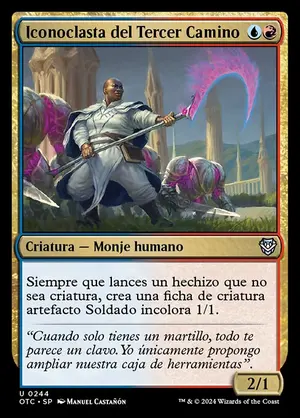 Iconoclasta del Tercer Camino
Criatura — Monje humano
Siempre que lances un hechizo que no
sea criatura, crea una ficha de criatura
artefacto Soldado incolora 1/1.
“Cuando solo tienes un martillo, todo te
parece un clavo. Yo únicamente propongo
ampliar nuestra caja de herramientas”.
2/1
U 0244
OTC • SP MANUEL CASTAÑÓN
™ & © 2024 Wizards of the Coast